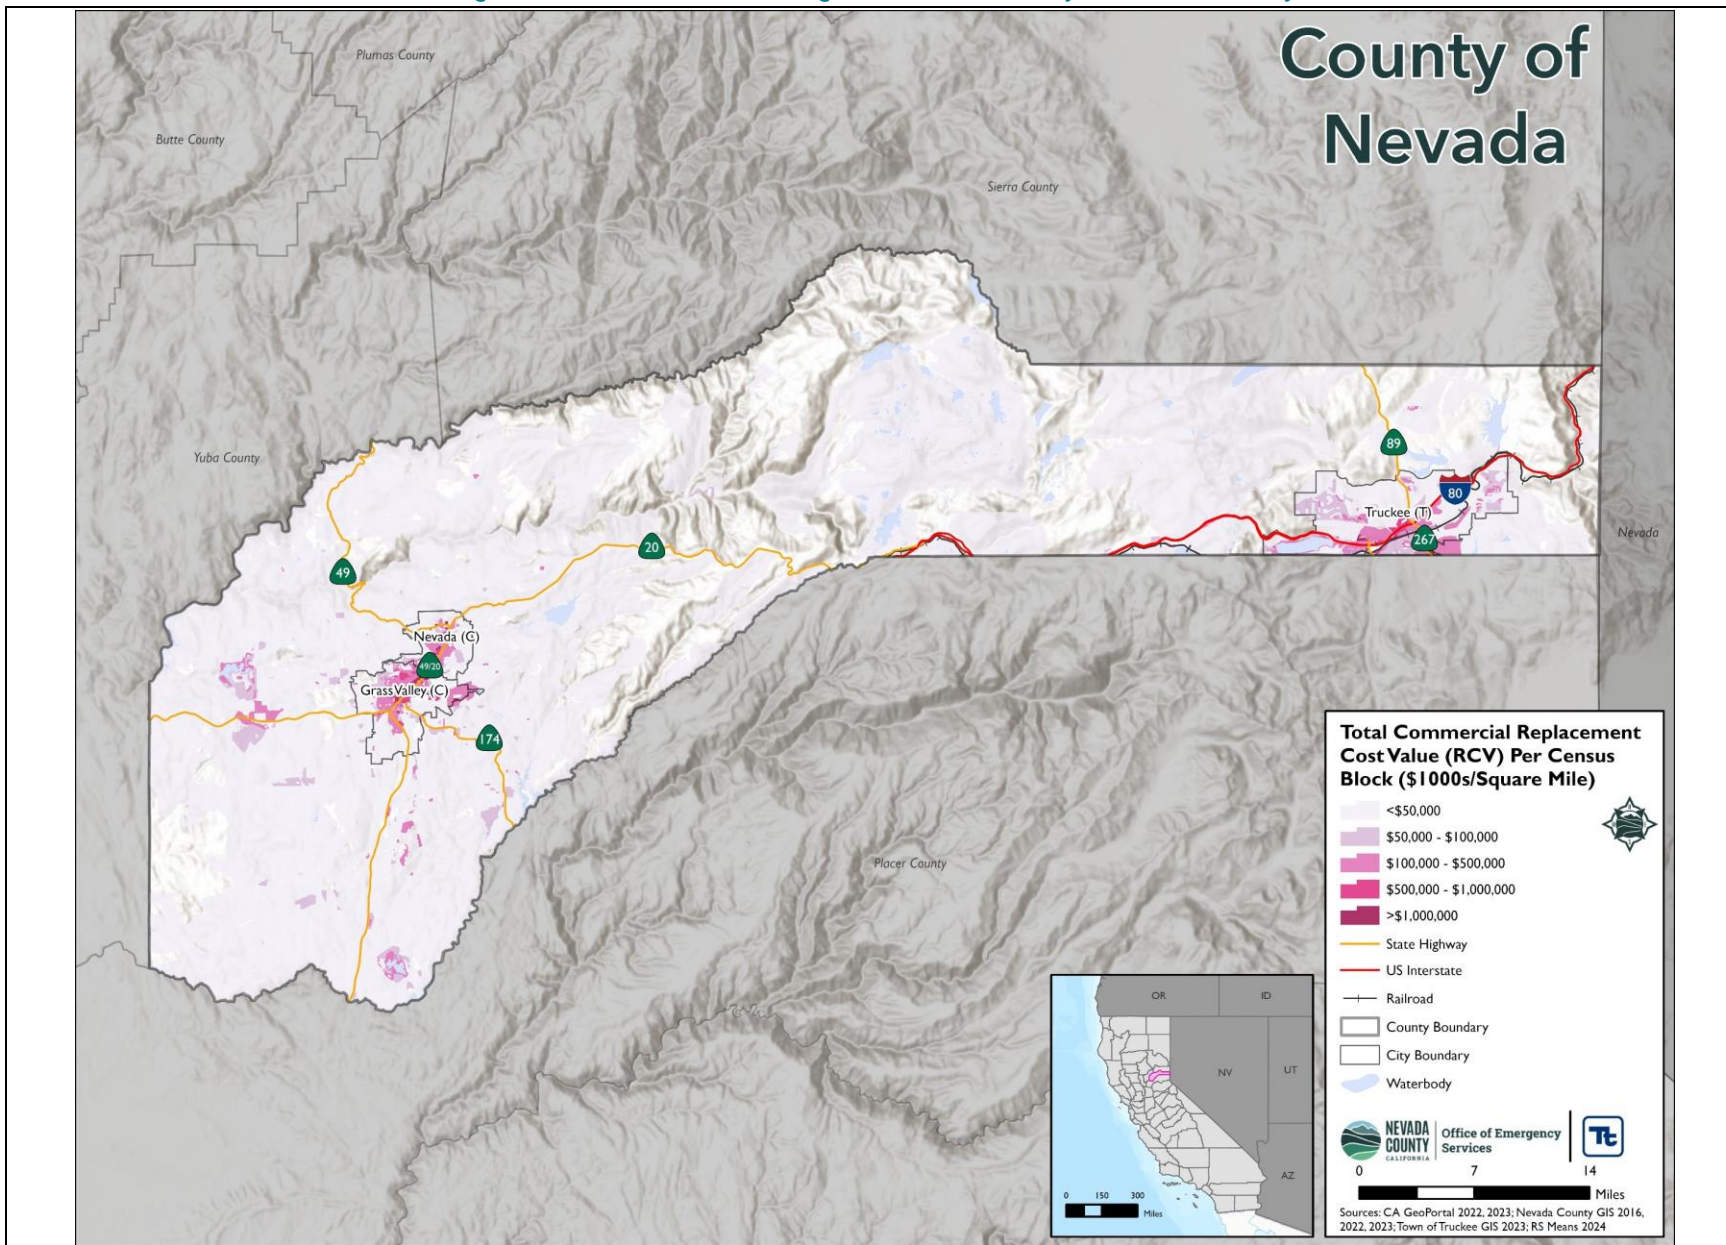 County of
Nevada
Plumas County
Butte County
Sierra County
Yuba County
89
80
Truckee (T)
267
Nevada
20
49
Nevada (C)
49/20
Grass Valley (C)
174
Placer County
Total Commercial Replacement
Cost Value (RCV) Per Census
Block ($1000s/Square Mile)
<$50,000
$50,000 - $100,000
$100,000 - $500,000
$500,000 - $1,000,000
>$1,000,000
State Highway
US Interstate
Railroad
County Boundary
City Boundary
Waterbody
NEVADA
COUNTY
CALIFORNIA
Office of Emergency
Services
Tt
0 7 14
Miles
Sources: CA GeoPortal 2022, 2023; Nevada County GIS 2016,
2022, 2023; Town of Truckee GIS 2023; RS Means 2024
OR ID
NV UT
AZ
0 150 300
Miles